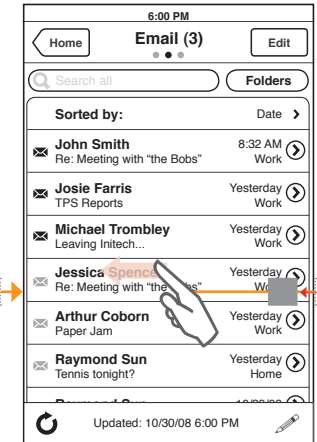 6:00 PM
Home
Email (3)
Edit
Search all
Folders
Sorted by:
Date
John Smith
8:32 AM
Re: Meeting with “the Bobs”
Work
Josie Farris
Yesterday
TPS Reports
Work
Michael Trombley
Yesterday
Leaving Initech...
Work
Jessica Spence
Yesterday
Re: Meeting with “the Bobs”
Arthur Coborn
Yesterday
Paper Jam
Work
Raymond Sun
Yesterday
Tennis tonight?
Home
Raymond Sun
Updated: 10/30/08 6:00 PM